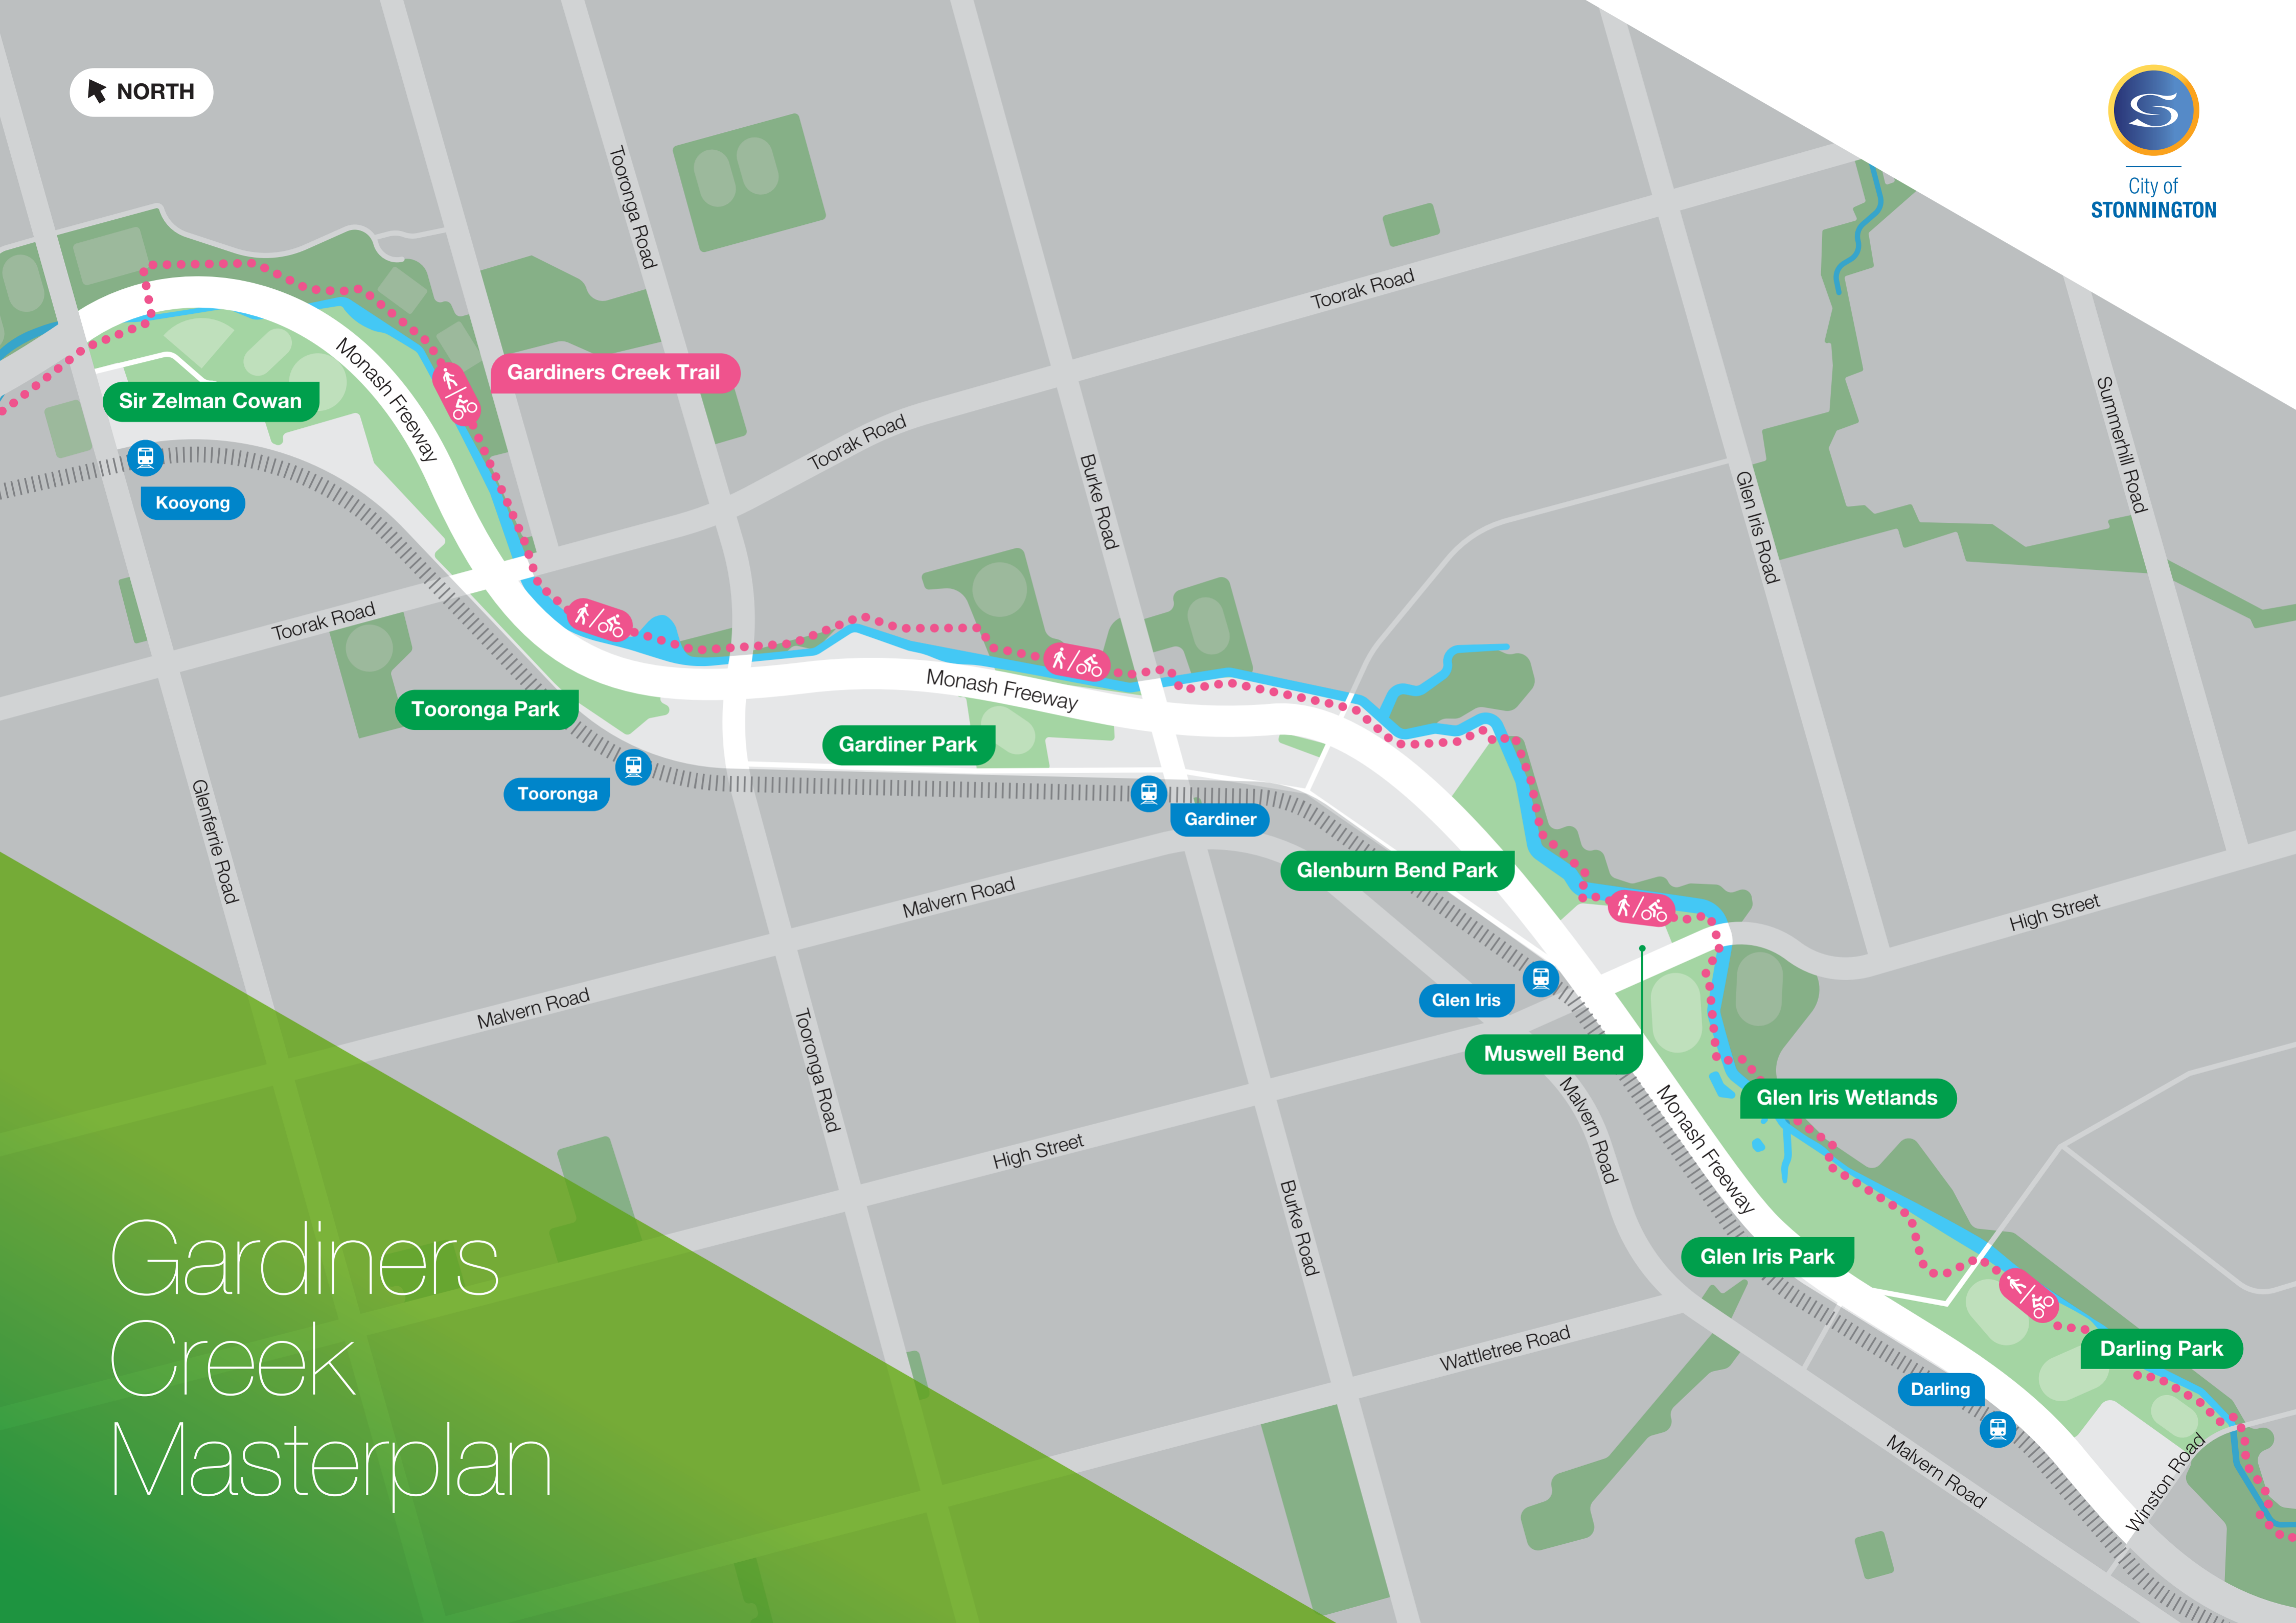 NORTH
City of
STONNINGTON
Tooronga Road
Toorak Road
Monash Freeway
Gardiners Creek Trail
Sir Zelman Cowan
Kooyong
Toorak Road
Burke Road
Glen Iris Road
Summerhill Road
Toorak Road
Monash Freeway
Tooronga Park
Gardiner Park
Tooronga
Gardiner
Glenferrie Road
Glenburn Bend Park
Malvern Road
High Street
Malvern Road
Glen Iris
Muswell Bend
Tooronga Road
Glen Iris Wetlands
Malvern Road
Monash Freeway
High Street
Burke Road
Glen Iris Park
Wattletree Road
Darling Park
Darling
Malvern Road
Winston Road
Gardiners
Creek
Masterplan